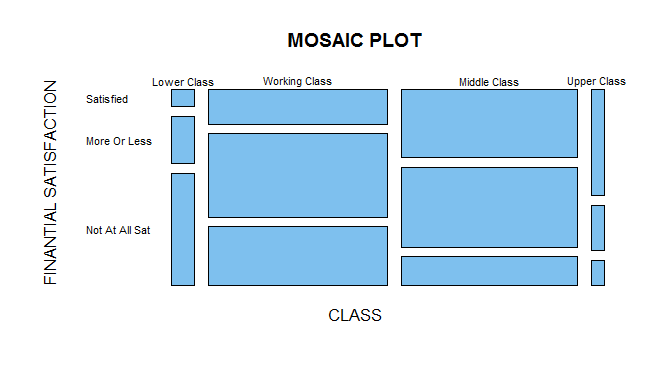 MOSAIC PLOT
Lower Class
Working Class
Middle Class
Upper Class
FINANTIAL SATISFACTION
Satisfied
More Or Less
Not At All Sat
CLASS